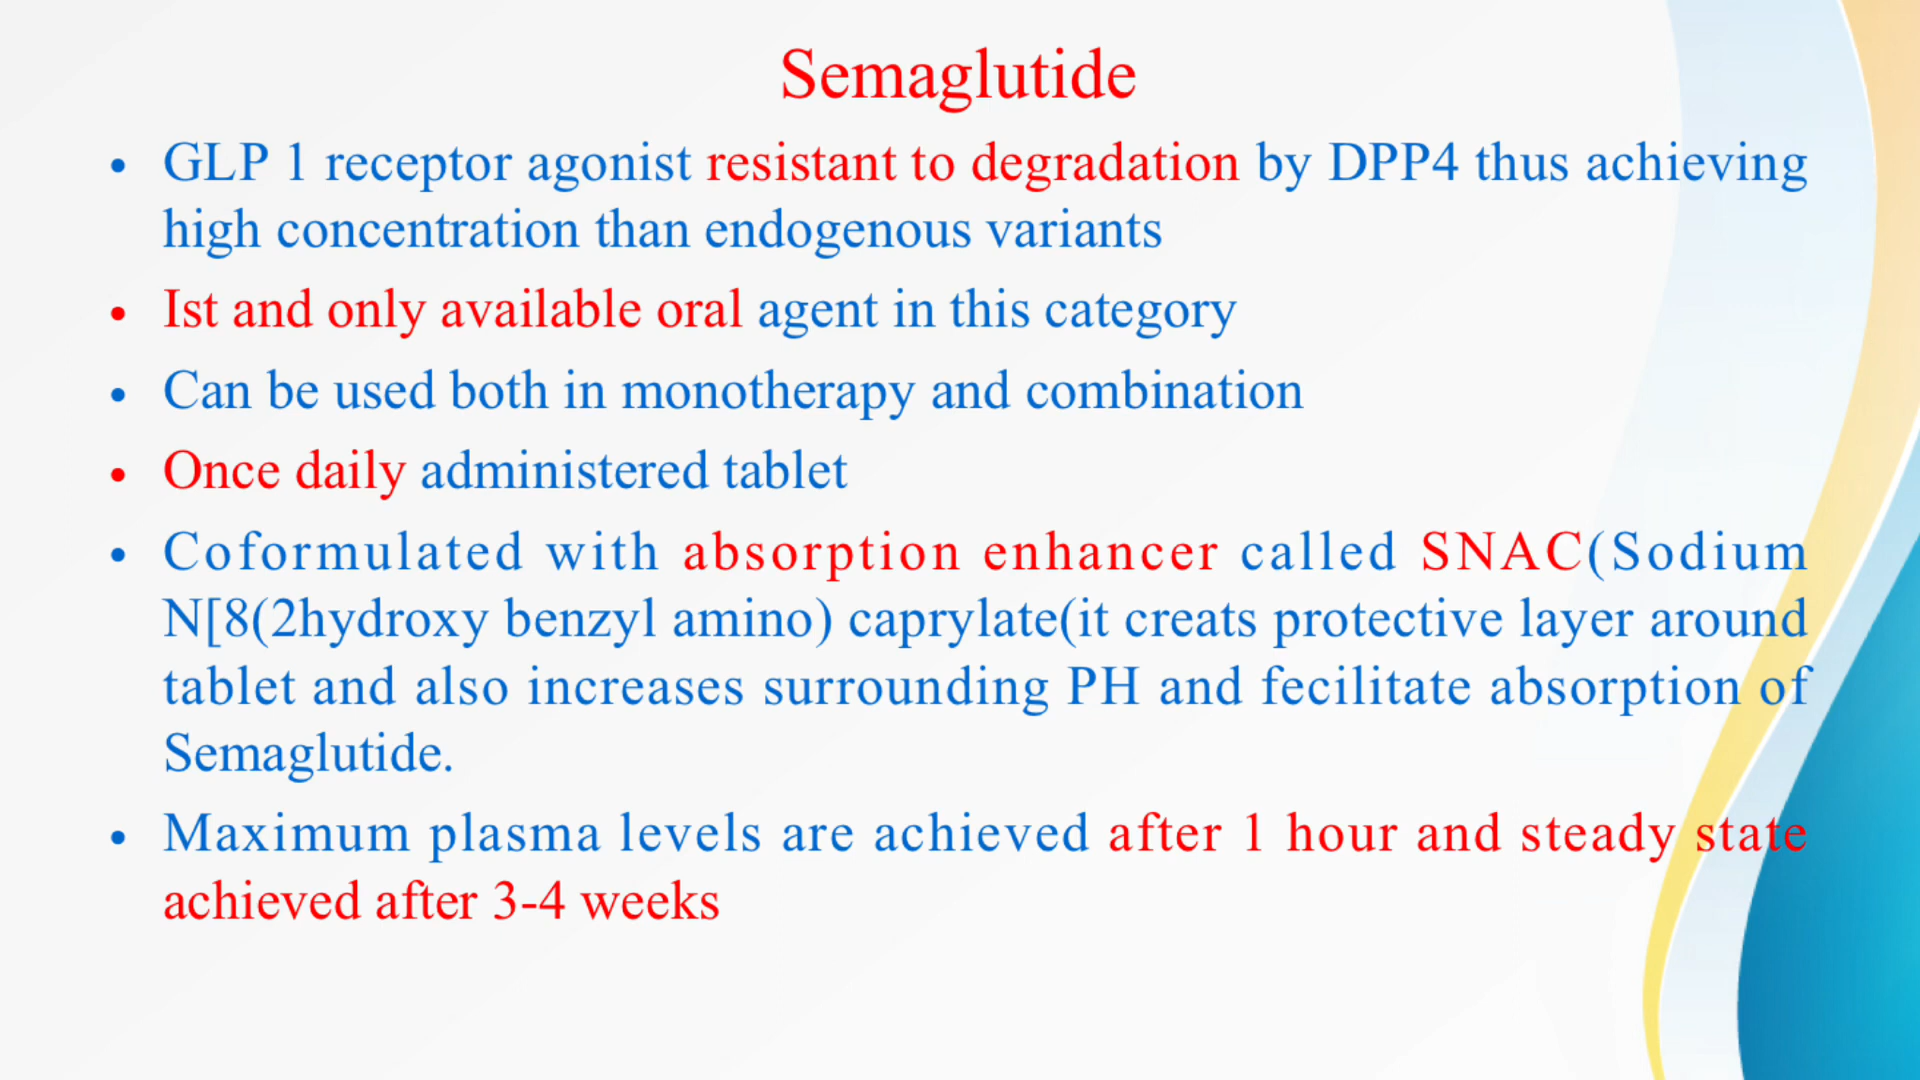 Semaglutide
• GLP 1 receptor agonist resistant to degradation by DPP4 thus achieving
high concentration than endogenous variants
• Ist and only available oral agent in this category
• Can be used both in monotherapy and combination
• Once daily administered tablet
• Coformulated with absorption enhancer called SNAC(Sodium
N[8(2hydroxy benzyl amino) caprylate(it creats protective layer around
tablet and also increases surrounding PH and fecilitate absorption of
Semaglutide.
• Maximum plasma levels are achieved after 1 hour and steady state
achieved after 3-4 weeks